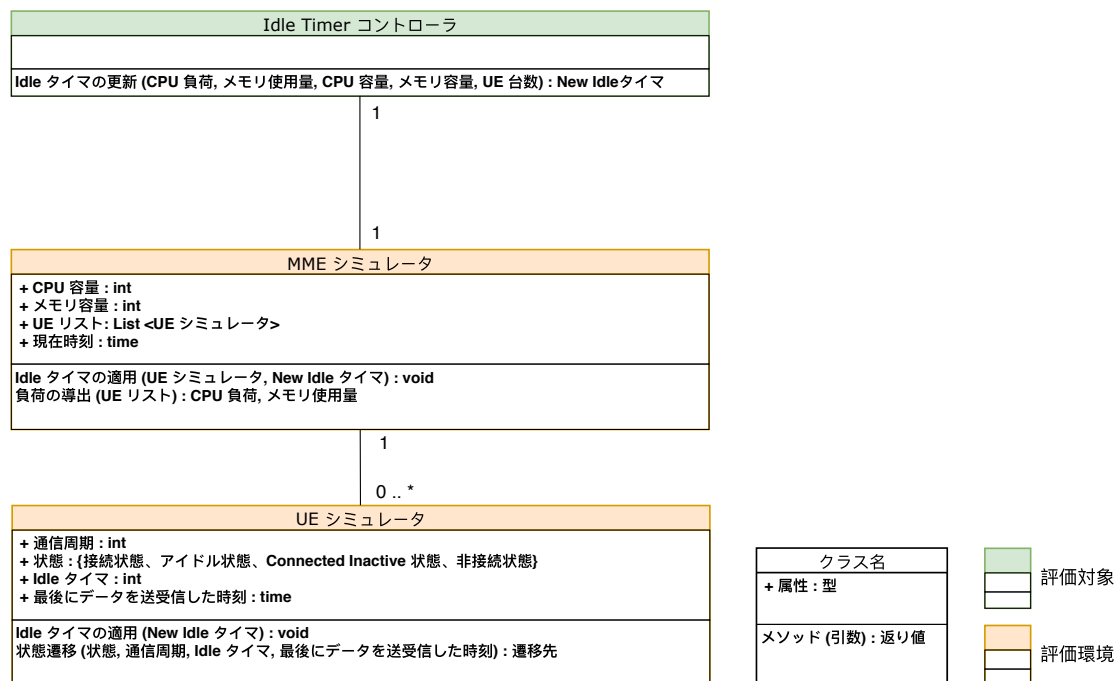 Idle Timer コントローラ
Idle タイマの更新 (CPU 負荷, メモリ使用量, CPU 容量, メモリ容量, UE 台数) : New Idleタイマ
1
1
MME シミュレータ
+ CPU 容量 : int
+ メモリ容量 : int
+ UE リスト: List <UE シミュレータ>
+ 現在時刻 : time
Idle タイマの適用 (UE シミュレータ, New Idle タイマ) : void
負荷の導出 (UE リスト) : CPU 負荷, メモリ使用量
1
0 .. *
UE シミュレータ
+ 通信周期 : int
+ 状態 : {接続状態、アイドル状態、Connected Inactive 状態、非接続状態}
+ Idle タイマ : int
+ 最後にデータを送受信した時刻 : time
Idle タイマの適用 (New Idle タイマ) : void
状態遷移 (状態, 通信周期, Idle タイマ, 最後にデータを送受信した時刻) : 遷移先
クラス名
+ 属性 : 型
メソッド (引数) : 返り値
評価対象
評価環境